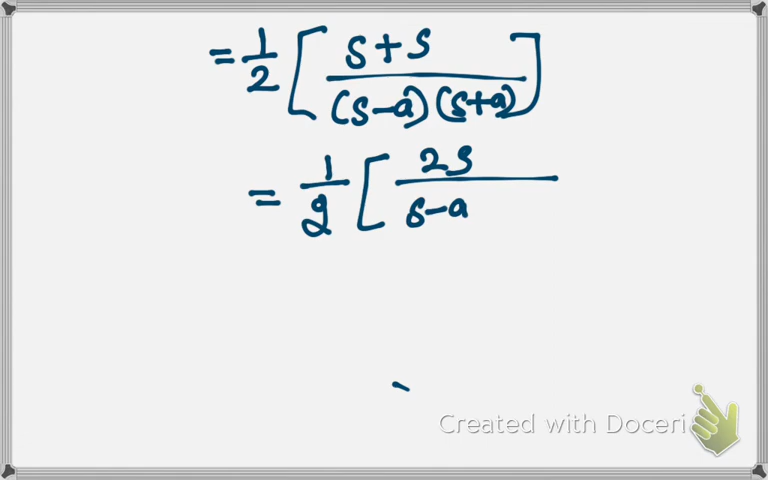 = 1/2 [ s + s / (s-a)(s+a) ]
= 1/2 [ 2s / s-a
Created with Doceri